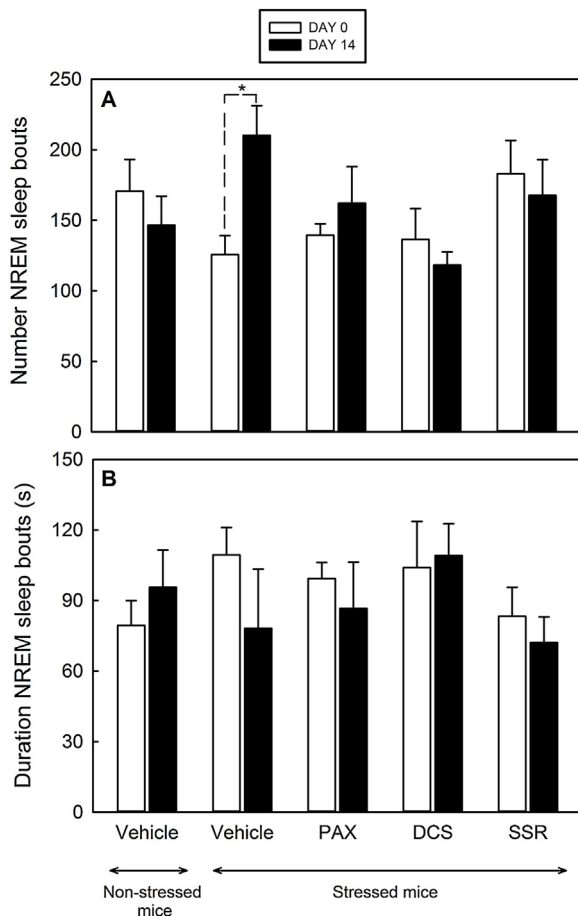 DAY 0
DAY 14
A
*
Number NREM sleep bouts
250
200
150
100
50
0
B
Duration NREM sleep bouts (s)
150
120
90
60
30
0
Vehicle Vehicle PAX DCS SSR
Non-stressed
mice
Stressed mice